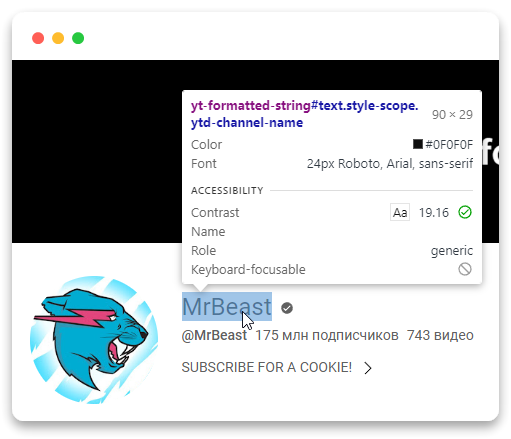 yt-formatted-string#text.style-scope.
ytd-channel-name
90 × 29
Color #0F0F0F
Font 24px Roboto, Arial, sans-serif
ACCESSIBILITY
Contrast Aa 19.16
Name
Role generic
Keyboard-focusable
MrBeast
@MrBeast 175 млн подписчиков 743 видео
SUBSCRIBE FOR A COOKIE!